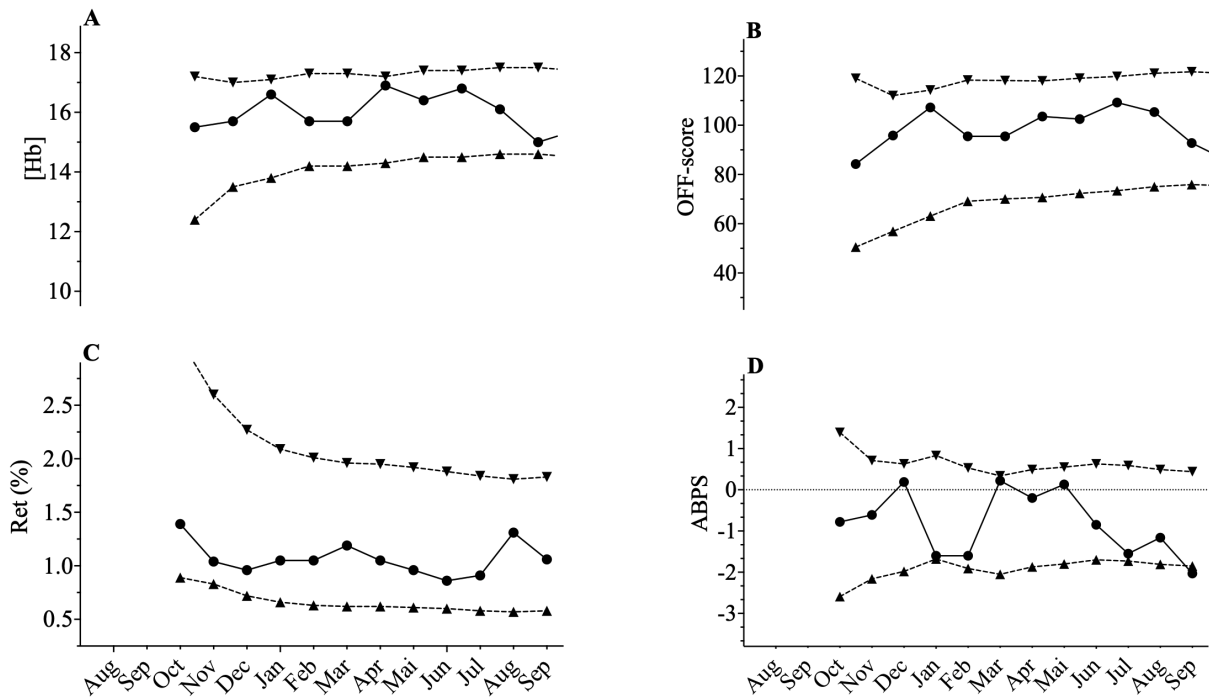 A
[Hb]
18
16
14
12
10
B
OFF-score
120
100
80
60
40
C
Ret (%)
2.5
2.0
1.5
1.0
0.5
Aug Sep Oct Nov Dec Jan Feb Mar Apr Mai Jun Jul Aug Sep
D
ABPS
2
1
0
-1
-2
-3
Aug Sep Oct Nov Dec Jan Feb Mar Apr Mai Jun Jul Aug Sep